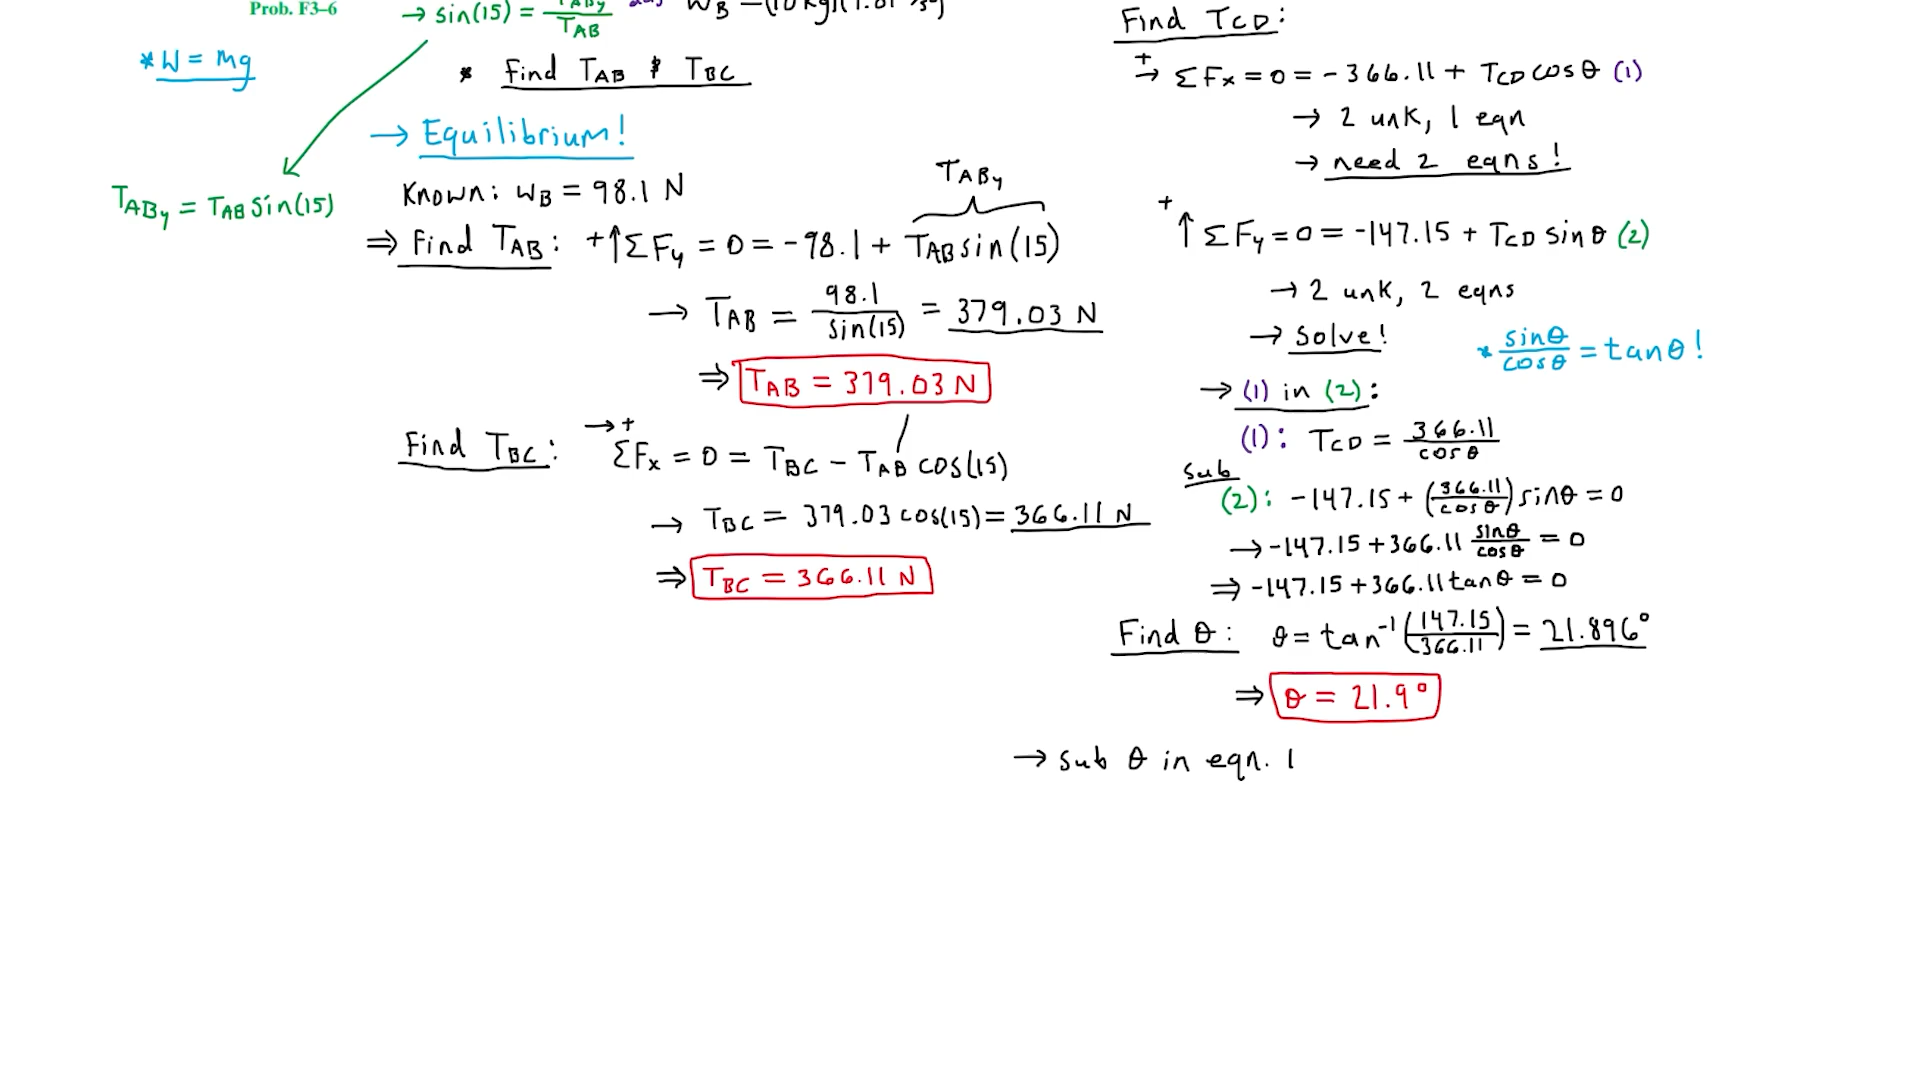 Prob. F3–6
→ sin(15) = TABy/TAB
WB = (10 kg)(9.81
*W = mg
* Find TAB & TBC
→ Equilibrium!
TABy = TAB sin(15)
Known: WB = 98.1 N
TABy
⇒ Find TAB: +↑ΣFy = 0 = -98.1 + TAB sin(15)
→ TAB = 98.1/sin(15) = 379.03 N
⇒ TAB = 379.03 N
Find TBC: →+ ΣFx = 0 = TBC - TAB cos(15)
→ TBC = 379.03 cos(15) = 366.11 N
⇒ TBC = 366.11 N
Find TCD:
+→ ΣFx = 0 = -366.11 + TCD cosθ (1)
→ 2 unk, 1 eqn
→ need 2 eqns!
+↑ ΣFy = 0 = -147.15 + TCD sinθ (2)
→ 2 unk, 2 eqns
→ Solve!
* sinθ/cosθ = tanθ!
→ (1) in (2):
(1): TCD = 366.11/cosθ
Sub
(2): -147.15 + (366.11/cosθ) sinθ = 0
→ -147.15 + 366.11 sinθ/cosθ = 0
⇒ -147.15 + 366.11 tanθ = 0
Find θ: θ = tan⁻¹(147.15/366.11) = 21.896°
⇒ θ = 21.9°
→ sub θ in eqn. 1